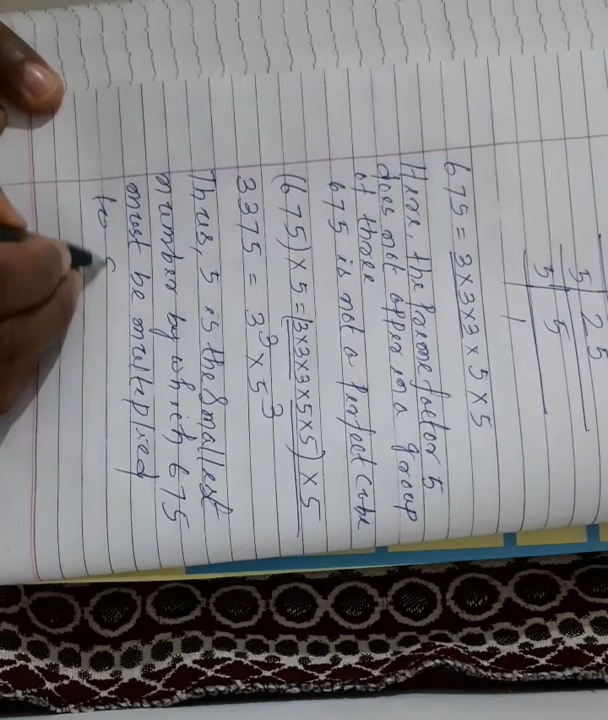 5 | 25
5 | 5
1
675 = 3×3×3×5×5
Here, the prime factor 5
does not appear in a group
of three
675 is not a perfect cube
(675)×5 = (3×3×3×5×5)×5
3375 = 3³×5³
Thus, 5 is the smallest
number by which 675
must be multiplied
to